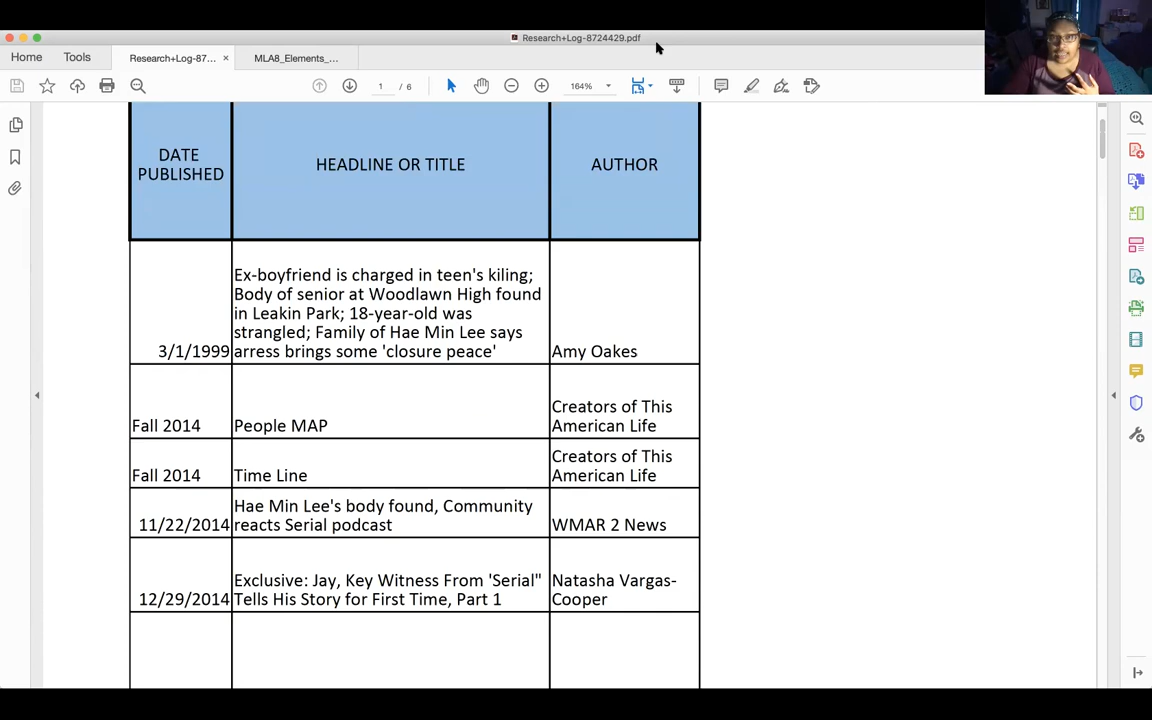 Research+Log-8724429.pdf
Home
Tools
Research+Log-87...
MLA8_Elements_...
1
/ 6
164%
DATE
PUBLISHED
HEADLINE OR TITLE
AUTHOR
Ex-boyfriend is charged in teen's kiling;
Body of senior at Woodlawn High found
in Leakin Park; 18-year-old was
strangled; Family of Hae Min Lee says
3/1/1999
arress brings some 'closure peace'
Amy Oakes
Fall 2014
People MAP
Creators of This
American Life
Fall 2014
Time Line
Creators of This
American Life
11/22/2014
Hae Min Lee's body found, Community
reacts Serial podcast
WMAR 2 News
12/29/2014
Exclusive: Jay, Key Witness From 'Serial"
Tells His Story for First Time, Part 1
Natasha Vargas-
Cooper